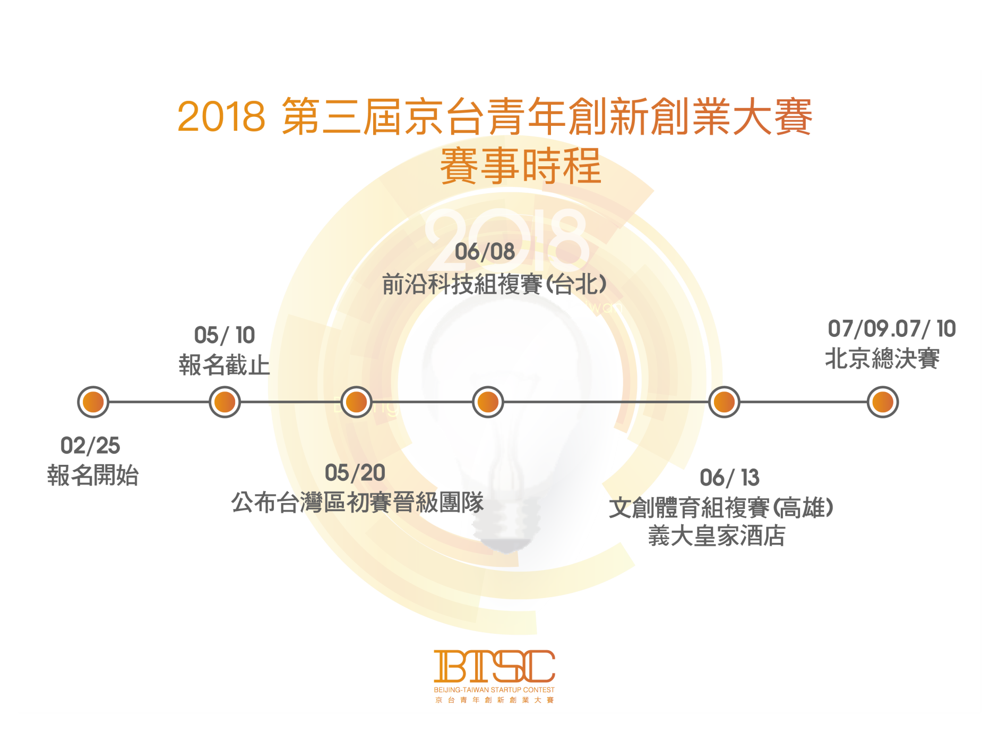 2018 第三屆京台青年創新創業大賽
賽事時程
2018
06/08
前沿科技組複賽(台北)
05/10
報名截止
07/09.07/10
北京總決賽
02/25
報名開始
05/20
公布台灣區初賽晉級團隊
06/13
文創體育組複賽(高雄)
義大皇家酒店
BTSC
BEIJING-TAIWAN STARTUP CONTEST
京台青年創新創業大賽